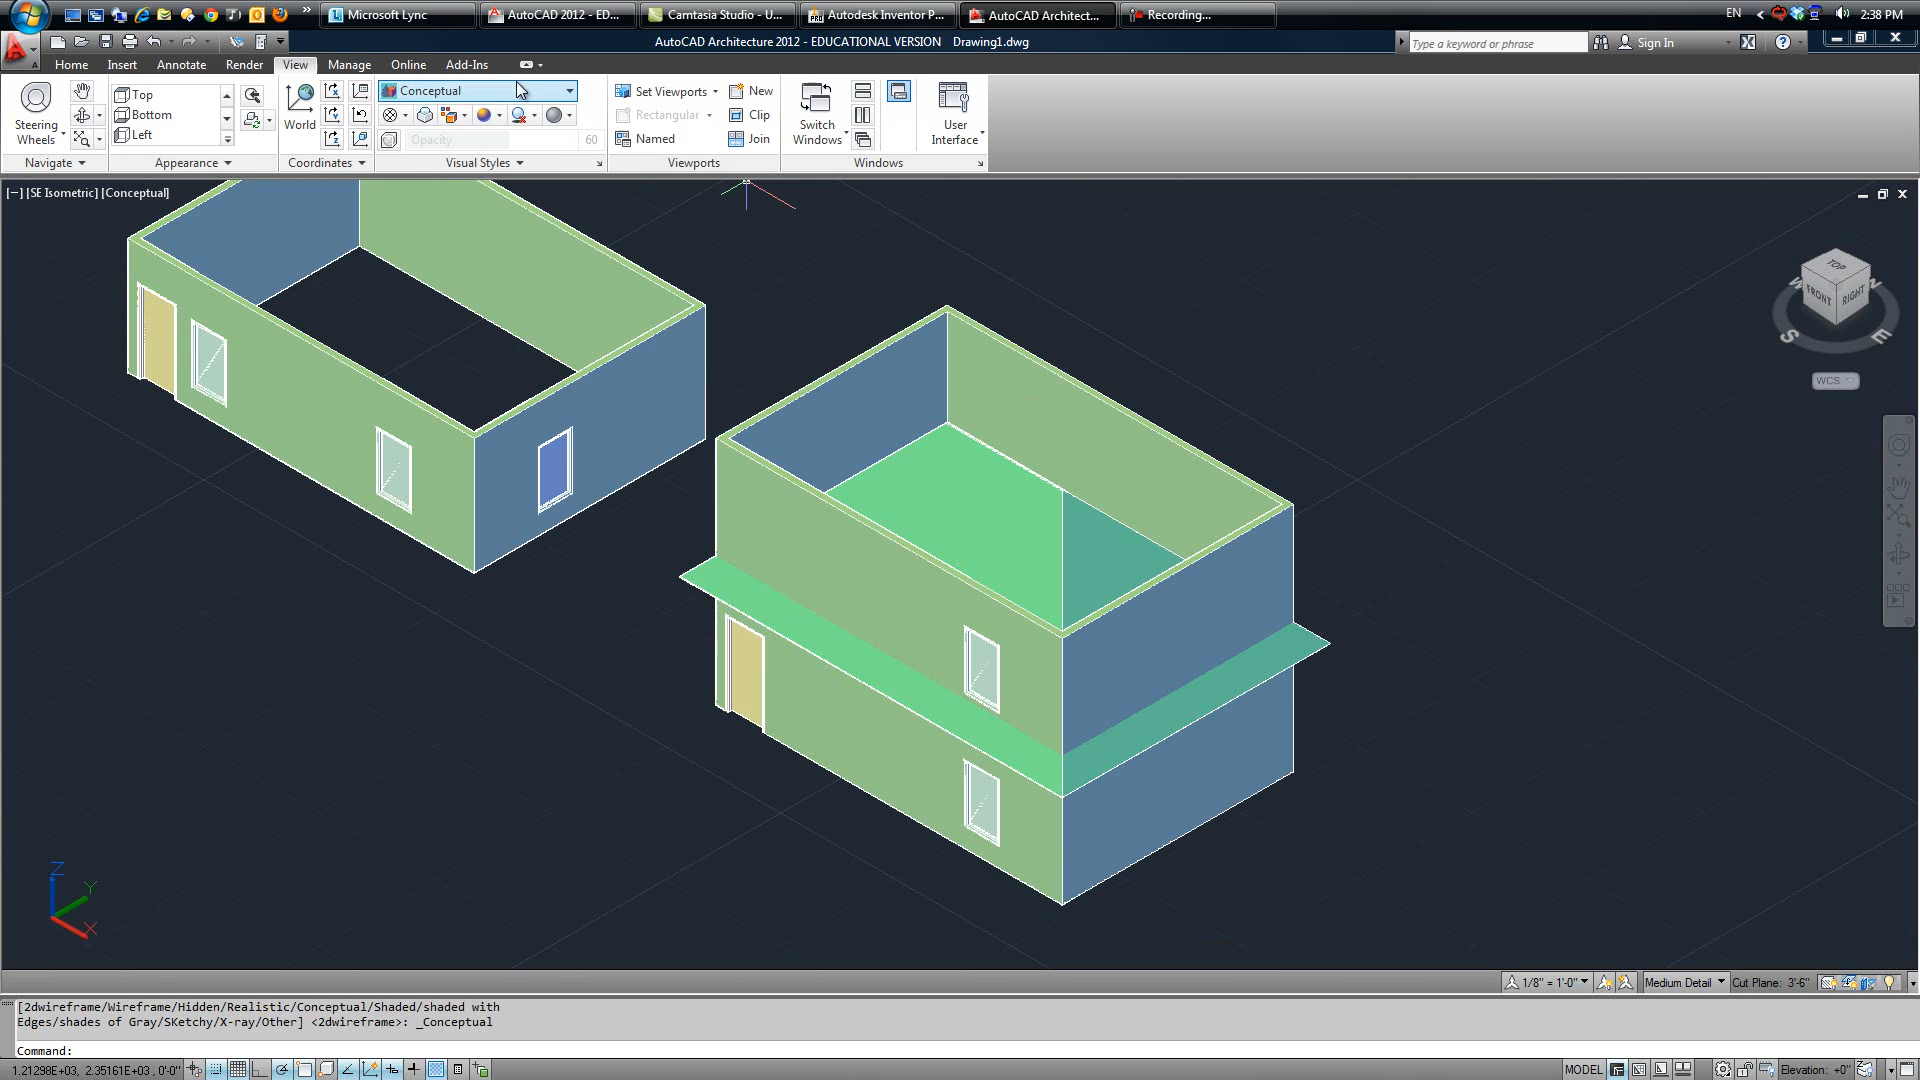 Microsoft Lync
AutoCAD 2012 - ED...
Camtasia Studio - U...
Autodesk Inventor P...
AutoCAD Architect...
Recording...
EN
2:38 PM
AutoCAD Architecture 2012 - EDUCATIONAL VERSION Drawing1.dwg
Type a keyword or phrase
Sign In
Home
Insert
Annotate
Render
View
Manage
Online
Add-Ins
Steering
Wheels
Top
Bottom
Left
World
Conceptual
Opacity
60
Set Viewports
Rectangular
Named
New
Clip
Join
Switch
Windows
User
Interface
Navigate
Appearance
Coordinates
Visual Styles
Viewports
Windows
[−] [SE Isometric] [Conceptual]
TOP
FRONT
RIGHT
S
E
WCS
Z
Y
X
1/8" = 1'-0"
Medium Detail
Cut Plane: 3'-6"
[2dwireframe/Wireframe/Hidden/Realistic/Conceptual/Shaded/shaded with
Edges/shades of Gray/SKetchy/X-ray/Other] <2dwireframe>: _Conceptual
Command:
1.21298E+03, 2.35161E+03 , 0'-0"
MODEL
Elevation: +0"